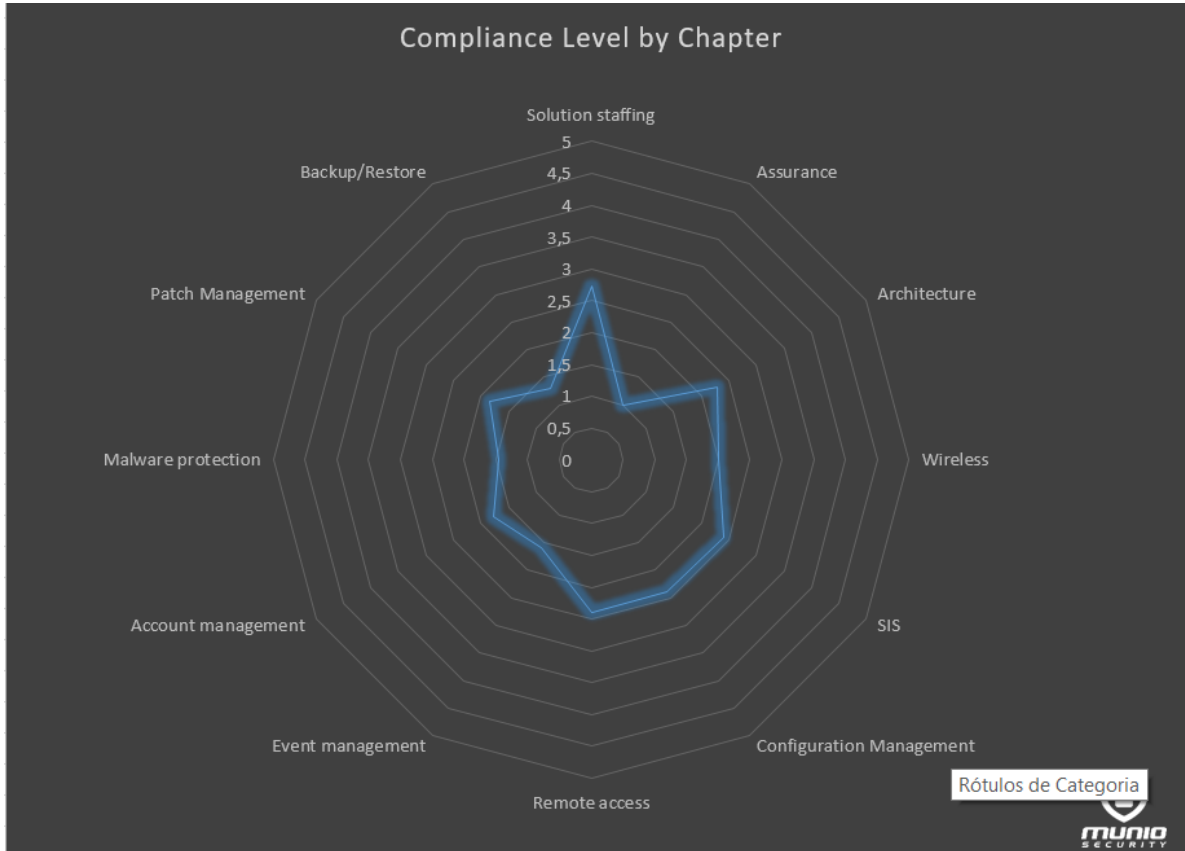 Compliance Level by Chapter
Solution staffing
5
Backup/Restore
4,5
Assurance
4
3,5
Patch Management
3
Architecture
2,5
2
1,5
1
0,5
Malware protection
0
Wireless
Account management
SIS
Event management
Configuration Management
Rótulos de Categoria
Remote access
MUNIO
SECURITY